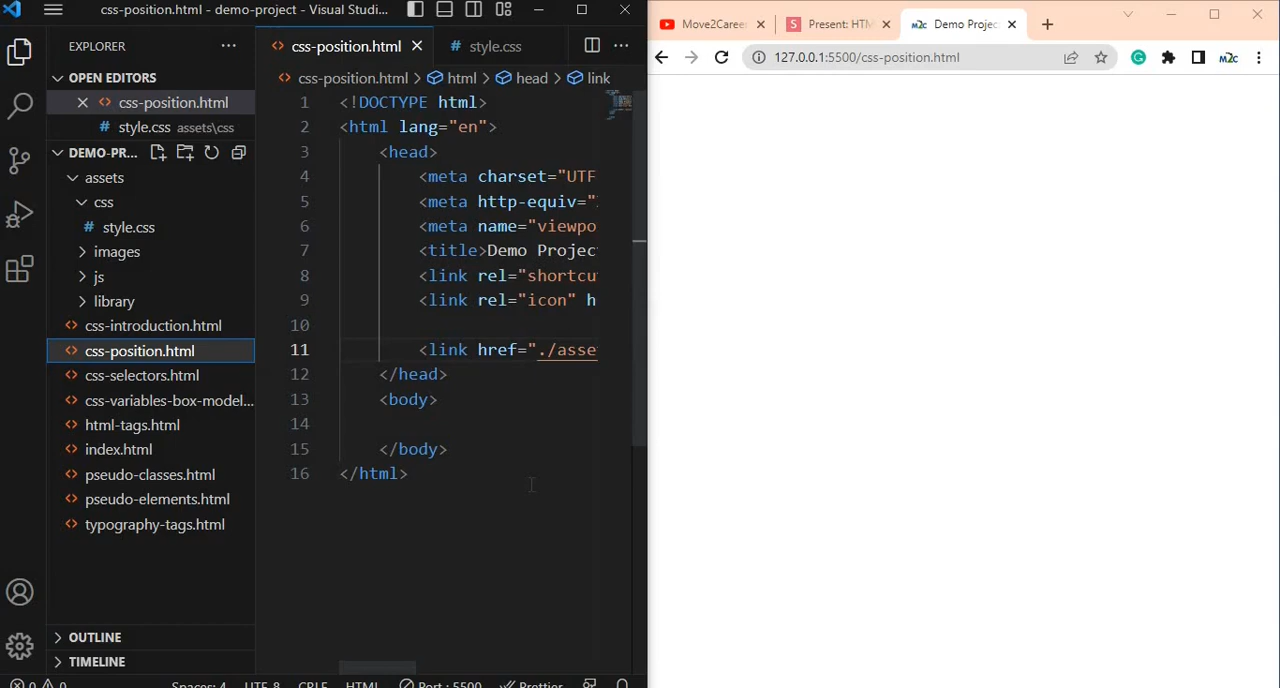 css-position.html - demo-project - Visual Studi...
EXPLORER
OPEN EDITORS
css-position.html
style.css assets\css
DEMO-PR...
assets
css
style.css
images
js
library
css-introduction.html
css-position.html
css-selectors.html
css-variables-box-model...
html-tags.html
index.html
pseudo-classes.html
pseudo-elements.html
typography-tags.html
OUTLINE
TIMELINE
css-position.html
style.css
css-position.html > html > head > link
1 <!DOCTYPE html>
2 <html lang="en">
3 <head>
4 <meta charset="UTF
5 <meta http-equiv="
6 <meta name="viewpo
7 <title>Demo Projec
8 <link rel="shortcu
9 <link rel="icon" h
10
11 <link href="./asse
12 </head>
13 <body>
14
15 </body>
16 </html>
0 0
Spaces: 4 UTF-8 CRLF HTML Port : 5500 Prettier
Move2Caree
Present: HTM
m2c Demo Projec
127.0.0.1:5500/css-position.html
m2c